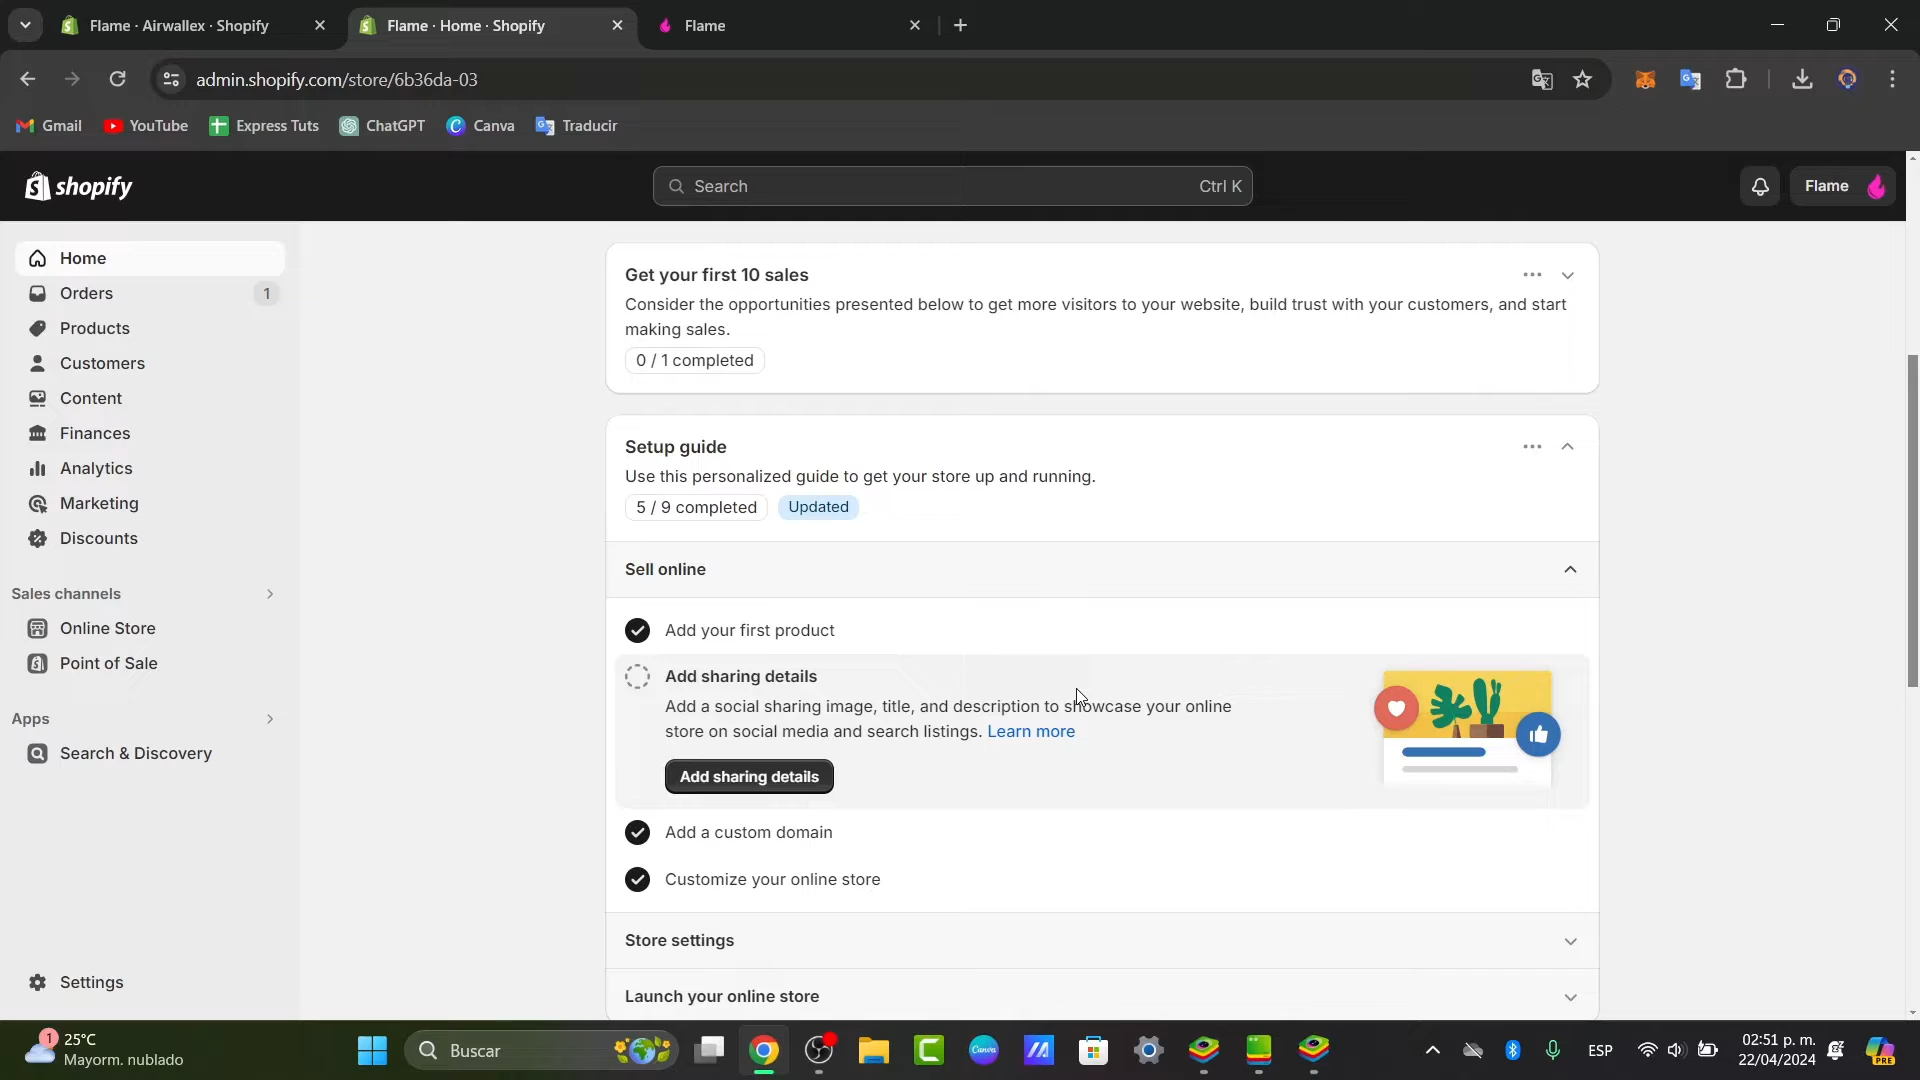 Flame · Airwallex · Shopify
Flame · Home · Shopify
Flame
admin.shopify.com/store/6b36da-03
Gmail
YouTube
Express Tuts
ChatGPT
Canva
Traducir
shopify
Search
Ctrl K
Flame
Home
Orders
1
Products
Customers
Content
Finances
Analytics
Marketing
Discounts
Sales channels
Online Store
Point of Sale
Apps
Search & Discovery
Settings
Get your first 10 sales
Consider the opportunities presented below to get more visitors to your website, build trust with your customers, and start
making sales.
0 / 1 completed
Setup guide
Use this personalized guide to get your store up and running.
5 / 9 completed
Updated
Sell online
Add your first product
Add sharing details
Add a social sharing image, title, and description to showcase your online
store on social media and search listings. Learn more
Add sharing details
Add a custom domain
Customize your online store
Store settings
Launch your online store
1
25°C
Mayorm. nublado
Buscar
Canva
ESP
02:51 p. m.
22/04/2024
PRE